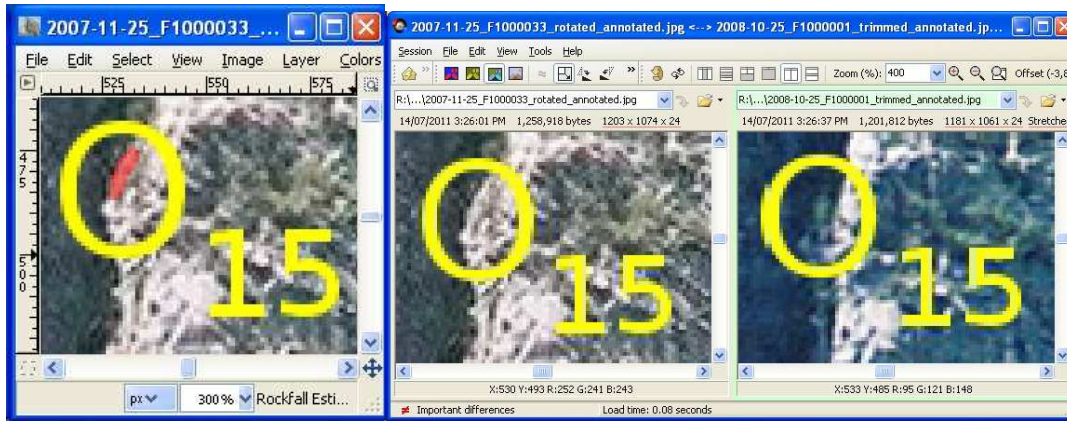 2007-11-25_F1000033_...
File Edit Select View Image Layer Colors
525 550 575
475
500
15
px 300% Rockfall Esti...
2007-11-25_F1000033_rotated_annotated.jpg <--> 2008-10-25_F1000001_trimmed_annotated.jp...
Session File Edit View Tools Help
Zoom (%): 400 Offset (-3,8
R:\...\2007-11-25_F1000033_rotated_annotated.jpg
14/07/2011 3:26:01 PM 1,258,918 bytes 1203 x 1074 x 24
15
X:530 Y:493 R:252 G:241 B:243
R:\...\2008-10-25_F1000001_trimmed_annotated.jpg
14/07/2011 3:26:37 PM 1,201,812 bytes 1181 x 1061 x 24 Stretche
15
X:533 Y:485 R:95 G:121 B:148
Important differences Load time: 0.08 seconds